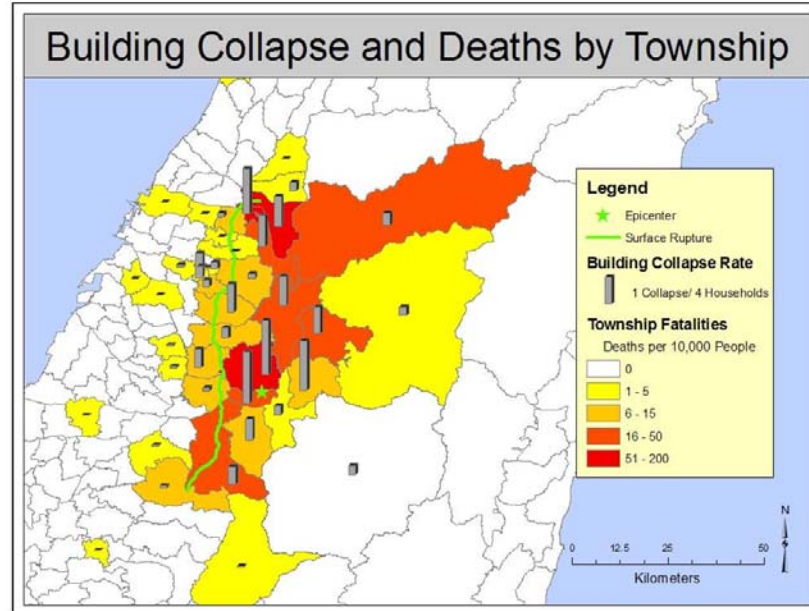 Building Collapse and Deaths by Township
Legend
Epicenter
Surface Rupture
Building Collapse Rate
1 Collapse/ 4 Households
Township Fatalities
Deaths per 10,000 People
0
1 - 5
6 - 15
16 - 50
51 - 200
N
0 12.5 25 50
Kilometers